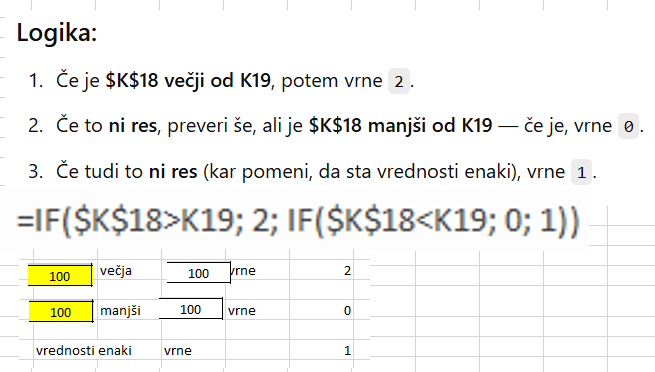 Logika:
1. Če je $K$18 večji od K19, potem vrne 2.
2. Če to ni res, preveri še, ali je $K$18 manjši od K19 — če je, vrne 0.
3. Če tudi to ni res (kar pomeni, da sta vrednosti enaki), vrne 1.
=IF($K$18>K19; 2; IF($K$18<K19; 0; 1))
100 večja 100 vrne 2
100 manjši 100 vrne 0
vrednosti enaki vrne 1